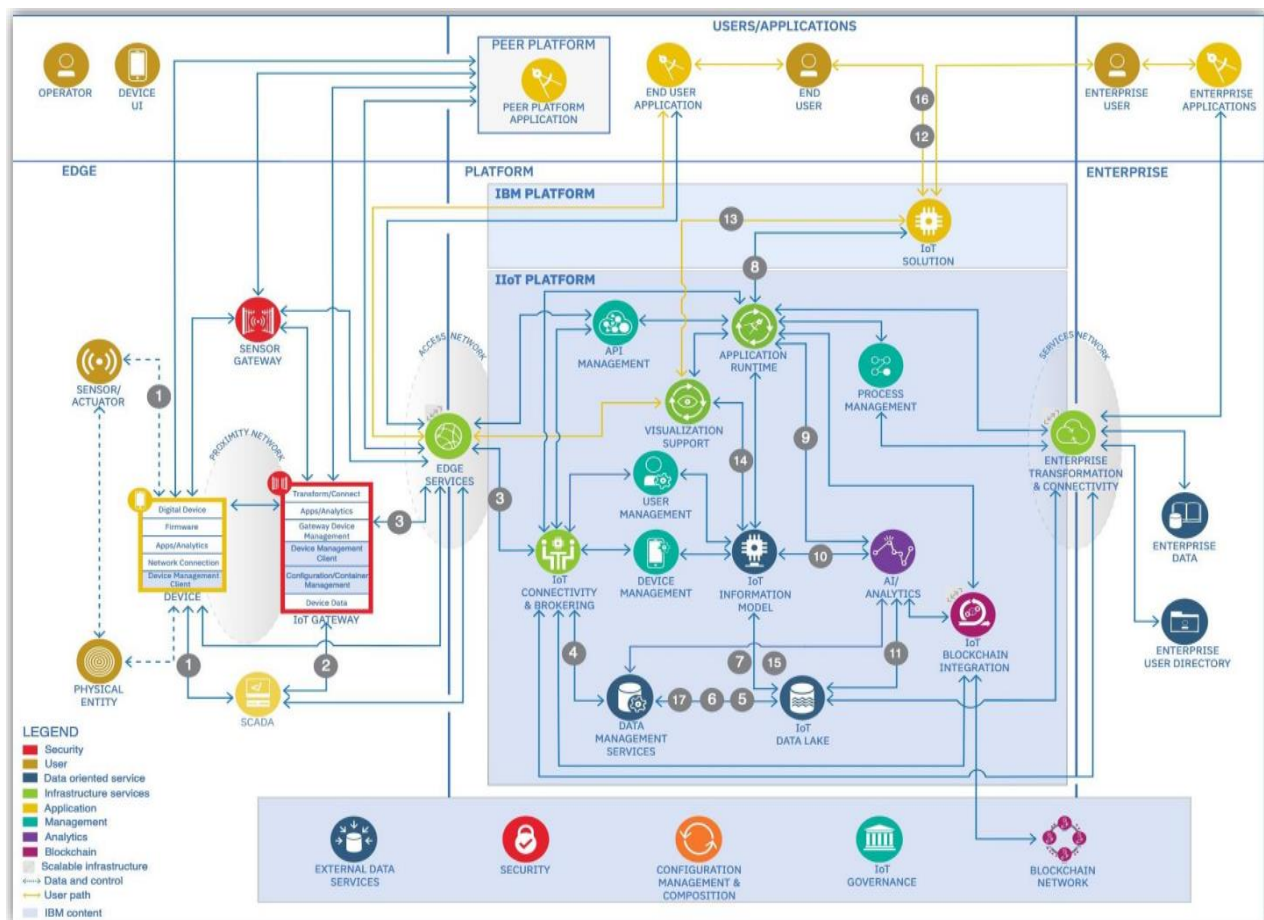 USERS/APPLICATIONS
PEER PLATFORM
PEER PLATFORM
APPLICATION
OPERATOR
DEVICE
UI
END USER
APPLICATION
END
USER
ENTERPRISE
USER
ENTERPRISE
APPLICATIONS
16
12
EDGE
PLATFORM
ENTERPRISE
IBM PLATFORM
13
IoT
SOLUTION
8
IIoT PLATFORM
SENSOR
GATEWAY
ACCESS NETWORK
API
MANAGEMENT
APPLICATION
RUNTIME
SERVICES NETWORK
SENSOR/
ACTUATOR
1
PROCESS
MANAGEMENT
PROXIMITY NETWORK
EDGE
SERVICES
VISUALIZATION
SUPPORT
9
14
ENTERPRISE
TRANSFORMATION
& CONNECTIVITY
3
3
USER
MANAGEMENT
Digital Device
Firmware
Apps/Analytics
Network Connection
Device Management
Client
DEVICE
Transform/Connect
Apps/Analytics
Gateway Device
Management
Device Management
Client
Configuration/Container
Management
Device Data
IoT GATEWAY
IoT
CONNECTIVITY
& BROKERING
DEVICE
MANAGEMENT
IoT
INFORMATION
MODEL
10
AI/
ANALYTICS
ENTERPRISE
DATA
IoT
BLOCKCHAIN
INTEGRATION
ENTERPRISE
USER DIRECTORY
1
2
4
7
15
11
PHYSICAL
ENTITY
SCADA
17
6
5
DATA
MANAGEMENT
SERVICES
IoT
DATA LAKE
LEGEND
Security
User
Data oriented service
Infrastructure services
Application
Management
Analytics
Blockchain
Scalable infrastructure
Data and control
User path
IBM content
EXTERNAL DATA
SERVICES
SECURITY
CONFIGURATION
MANAGEMENT &
COMPOSITION
IoT
GOVERNANCE
BLOCKCHAIN
NETWORK